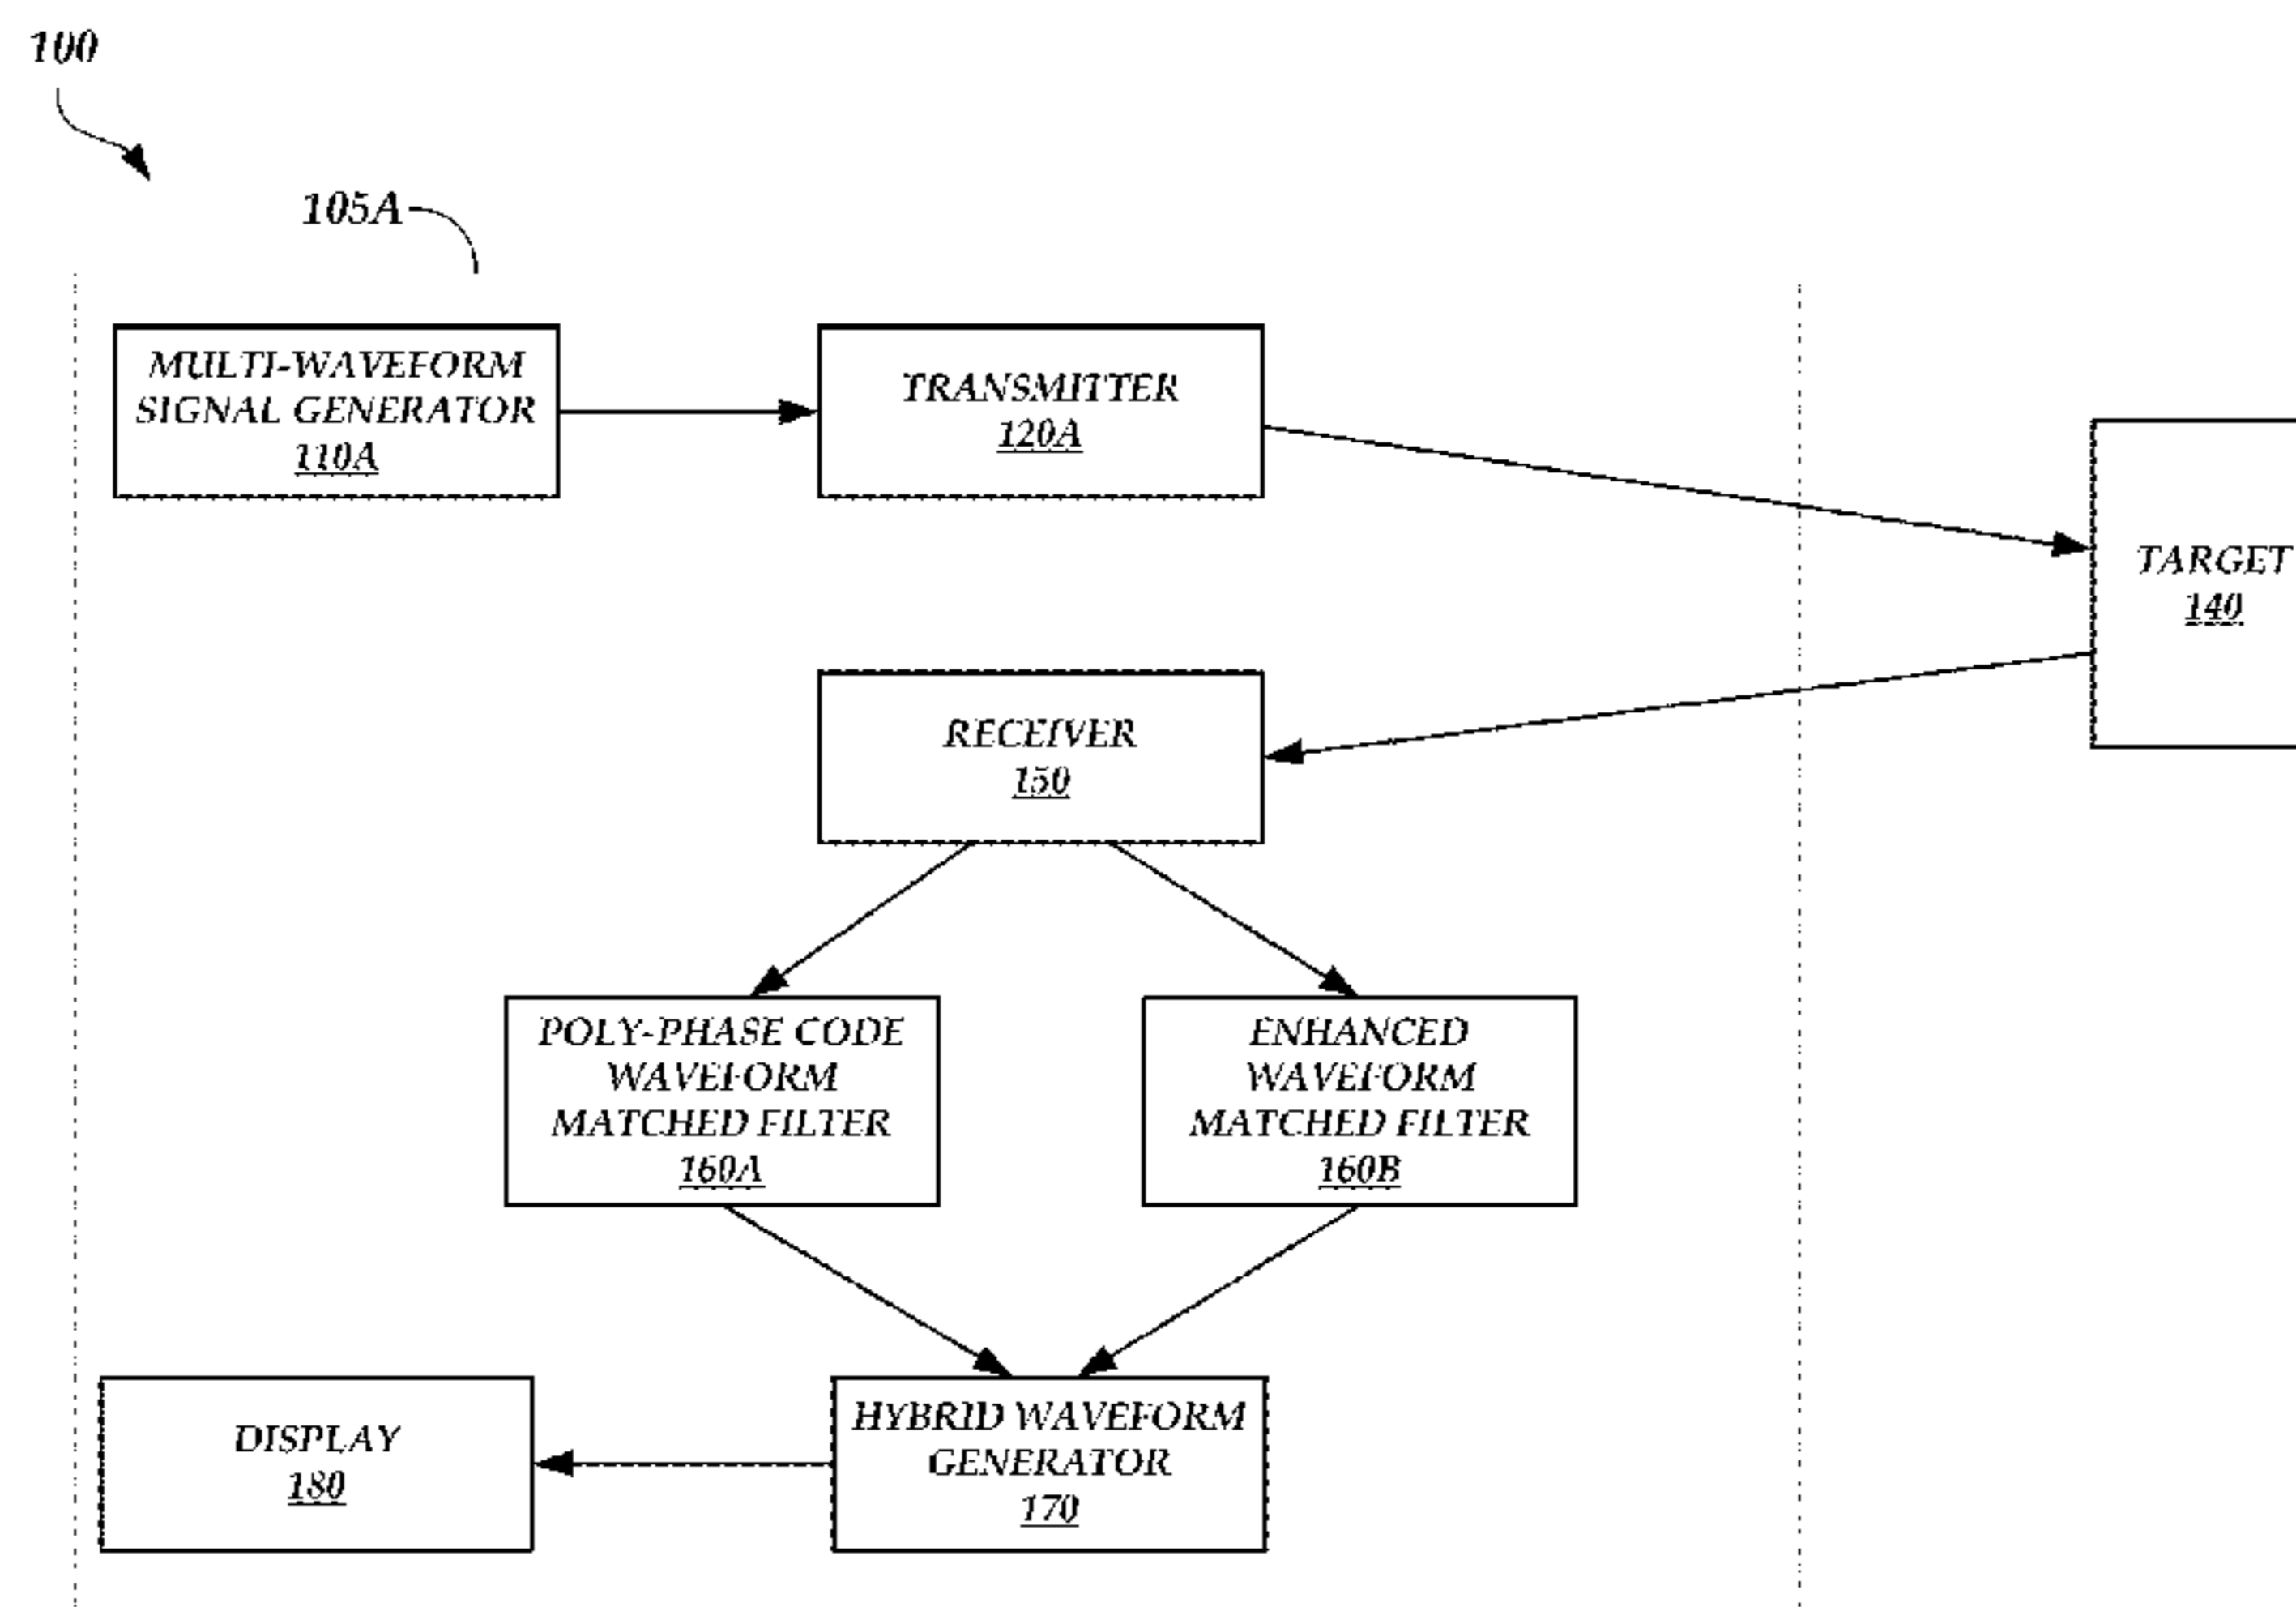 100
105A
MULTI-WAVEFORM
SIGNAL GENERATOR
110A
TRANSMITTER
120A
TARGET
140
RECEIVER
150
POLY-PHASE CODE
WAVEFORM
MATCHED FILTER
160A
ENHANCED
WAVEFORM
MATCHED FILTER
160B
HYBRID WAVEFORM
GENERATOR
170
DISPLAY
180